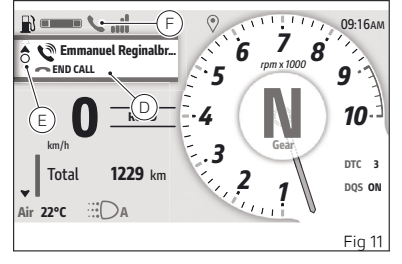 F
09:16AM
Emmanuel Reginalbr...
END CALL
E
D
0
km/h
Total 1229 km
Air 22°C
A
rpm x 1000
1
2
3
4
5
6
7
8
9
10
N
Gear
DTC 3
DQS ON
Fig 11